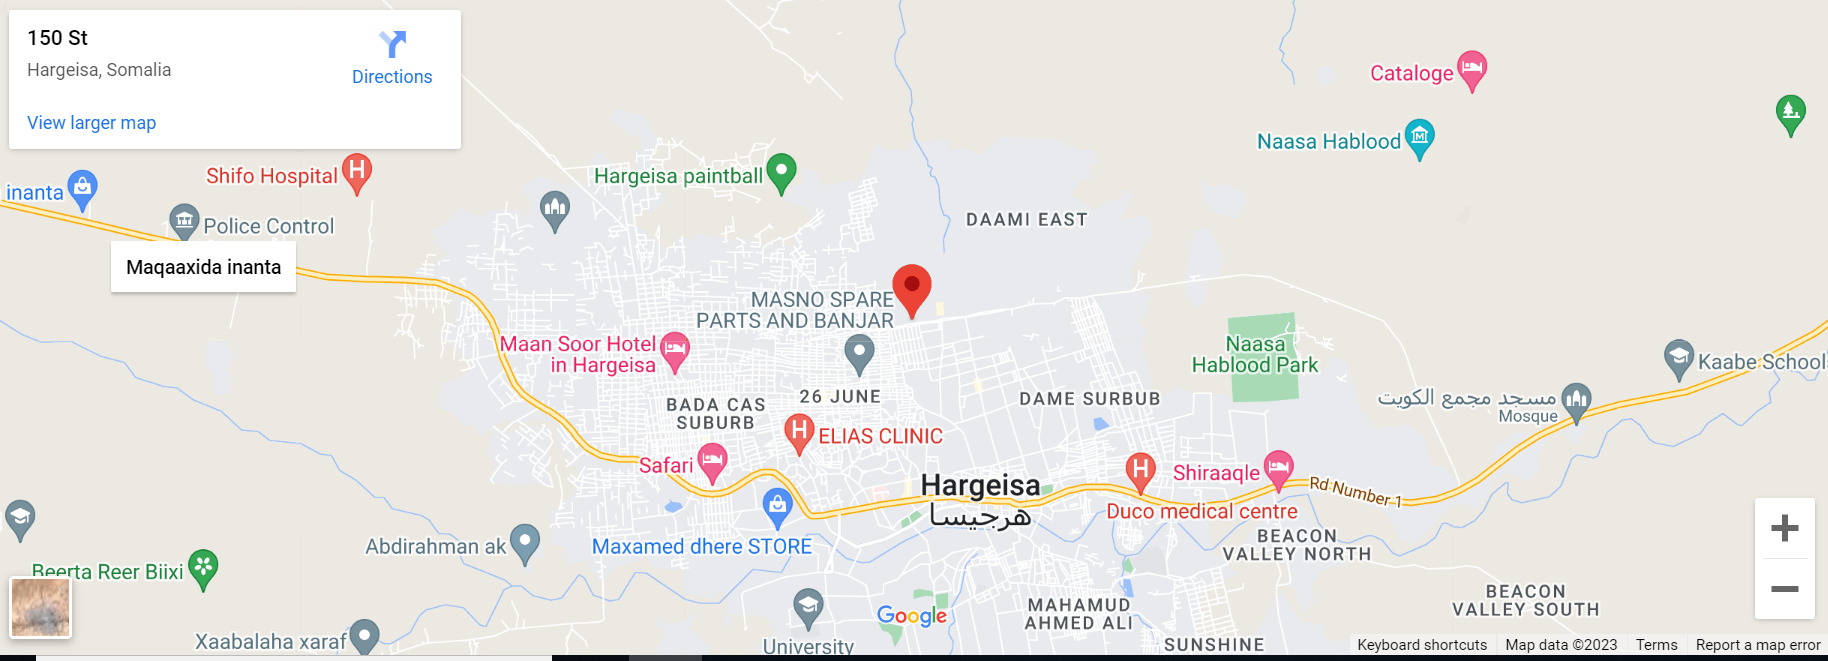 150 St
Hargeisa, Somalia
Directions
View larger map
Cataloge
Naasa Hablood
Shifo Hospital
Hargeisa paintball
inanta
Police Control
DAAMI EAST
Maqaaxida inanta
MASNO SPARE
PARTS AND BANJAR
Maan Soor Hotel
in Hargeisa
Naasa
Hablood Park
Kaabe Schools
26 JUNE
DAME SURBUB
مسجد مجمع الكويت
Mosque
BADA CAS
SUBURB
ELIAS CLINIC
Safari
Shiraaqle
Hargeisa
هرجيسا
Rd Number 1
Duco medical centre
Maxamed dhere STORE
Abdirahman ak
BEACON
VALLEY NORTH
Beerta Reer Biixi
BEACON
VALLEY SOUTH
Google
MAHAMUD
AHMED ALI
Xaabalaha xaraf
University
SUNSHINE
Keyboard shortcuts
Map data ©2023
Terms
Report a map error